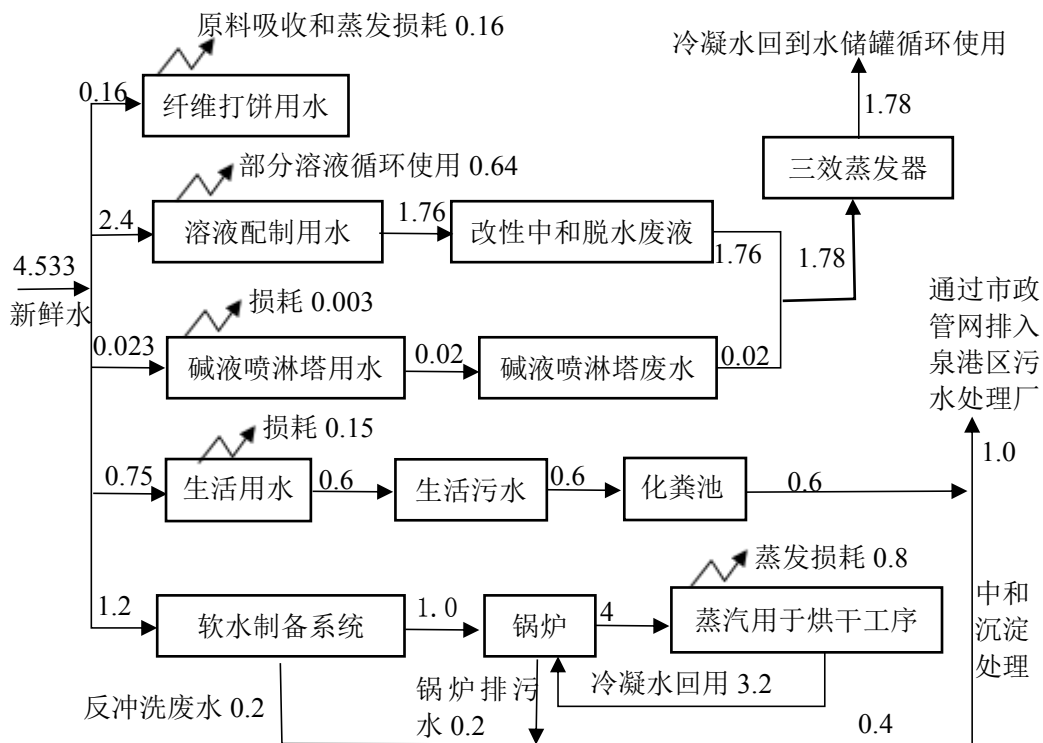 原料吸收和蒸发损耗 0.16
冷凝水回到水储罐循环使用
0.16
纤维打饼用水
1.78
部分溶液循环使用 0.64
三效蒸发器
2.4
溶液配制用水
1.76
改性中和脱水废液
1.76
1.78
4.533
新鲜水
损耗 0.003
通过市政
管网排入
泉港区污
水处理厂
0.023
碱液喷淋塔用水
0.02
碱液喷淋塔废水
0.02
损耗 0.15
1.0
0.75
生活用水
0.6
生活污水
0.6
化粪池
0.6
蒸发损耗 0.8
1.2
软水制备系统
1.0
锅炉
4
蒸汽用于烘干工序
中和
沉淀
处理
反冲洗废水 0.2
锅炉排污
水 0.2
冷凝水回用 3.2
0.4